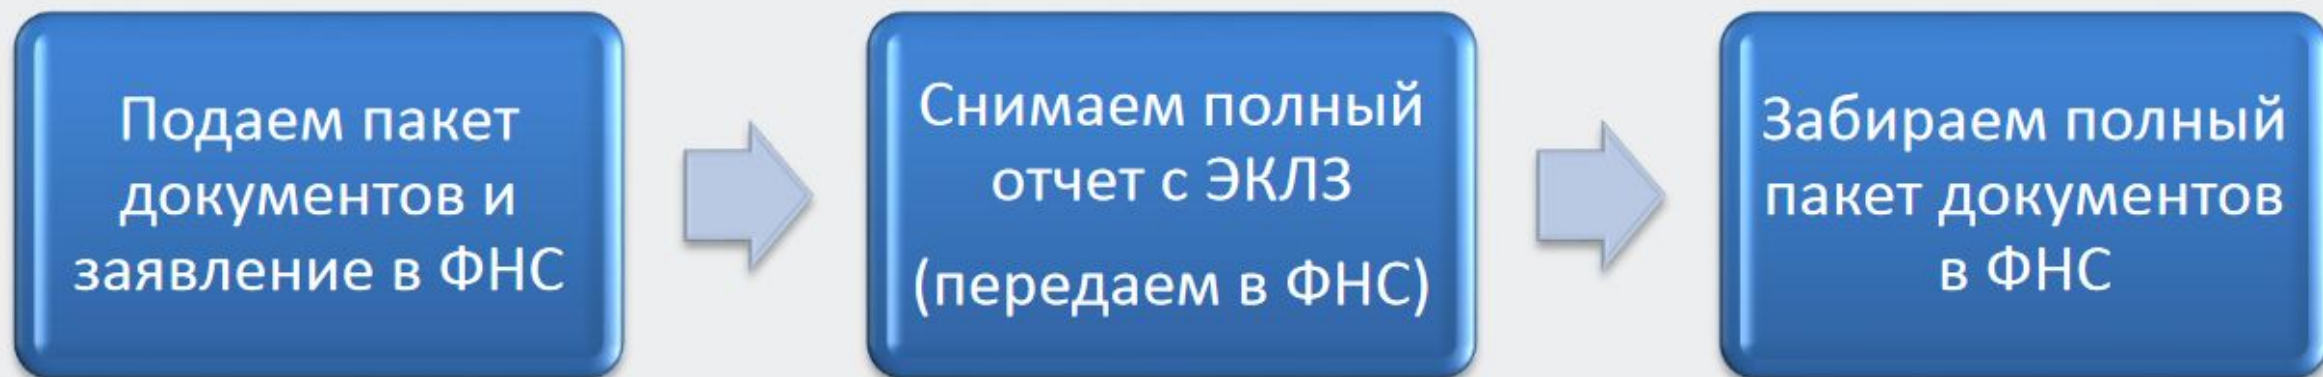 Подаем пакет
документов и
заявление в ФНС
Снимаем полный
отчет с ЭКЛЗ
(передаем в ФНС)
Забираем полный
пакет документов
в ФНС